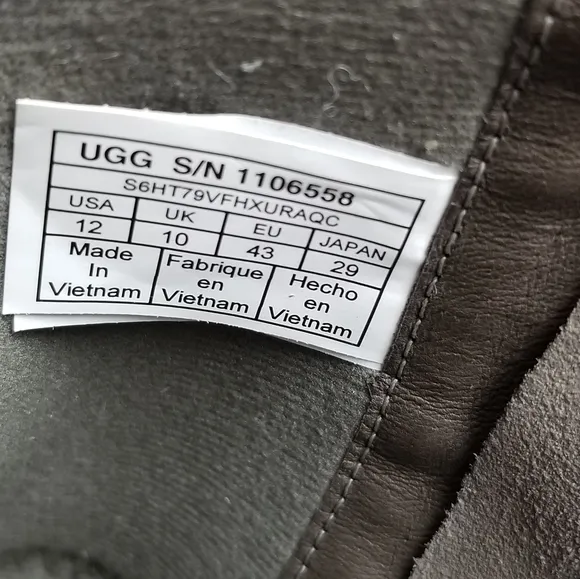 UGG S/N 1106558
S6HT79VFHXURAQC
USA UK EU JAPAN
12 10 43 29
Made Fabrique Hecho
In en en
Vietnam Vietnam Vietnam